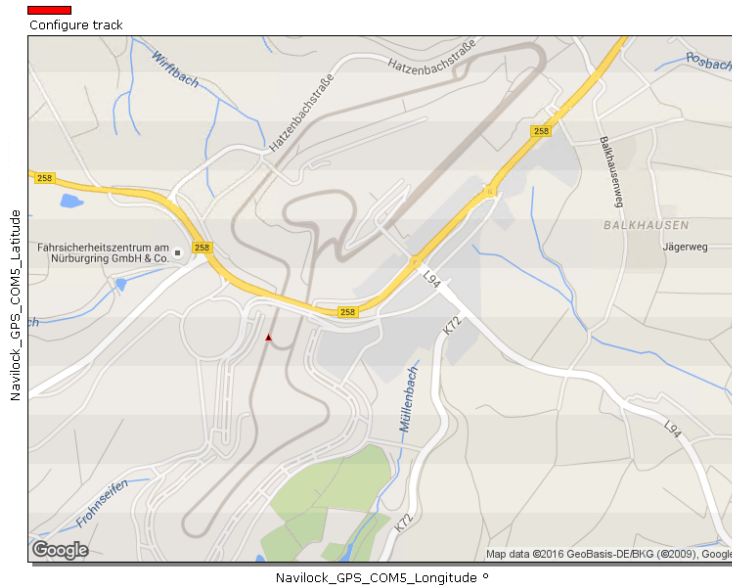 Configure track
Wirftbach
Hatzenbachstraße
Posbach
Hatzenbachstraße
258
Balkhausenweg
258
BALKHAUSEN
Fahrsicherheitszentrum am
Nürburgring GmbH & Co.
258
Jägerweg
L94
258
K72
Müllenbach
L94
Frohnseifen
K72
Google
Map data ©2016 GeoBasis-DE/BKG (©2009), Google
Navilock_GPS_COM5_Latitude
Navilock_GPS_COM5_Longitude º